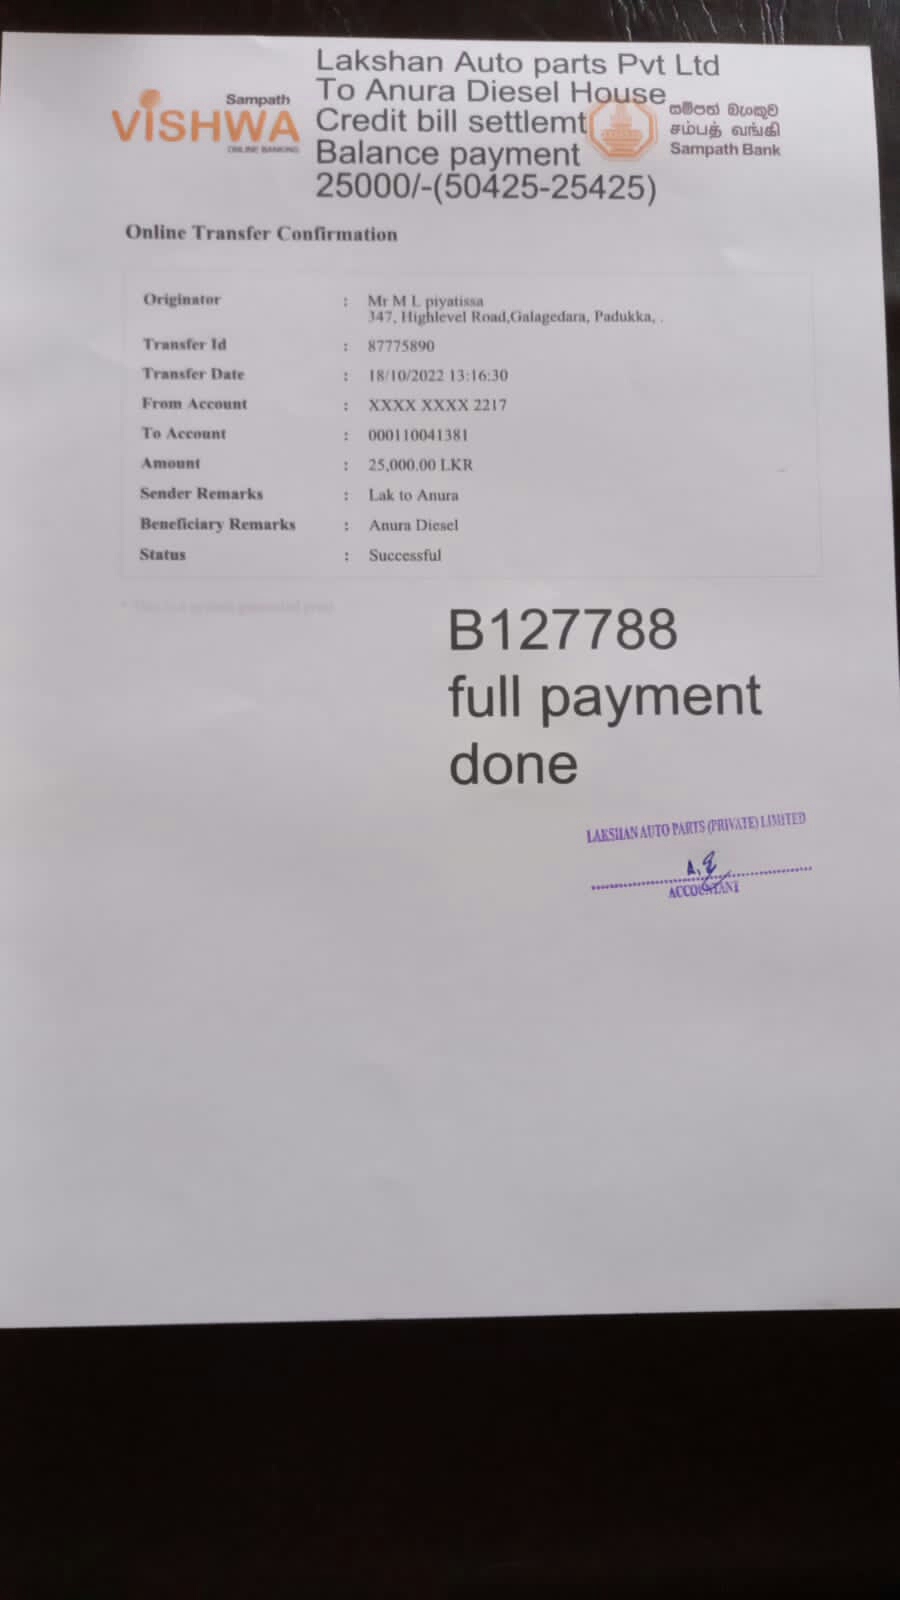 Lakshan Auto parts Pvt Ltd
To Anura Diesel House
Credit bill settlemt
Balance payment
25000/-(50425-25425)
Sampath
VISHWA
ONLINE BANKING
සම්පත් බැංකුව
சம்பத் வங்கி
Sampath Bank
Online Transfer Confirmation
Originator : Mr M L piyatissa
347, Highlevel Road,Galagedara, Padukka, .
Transfer Id : 87775890
Transfer Date : 18/10/2022 13:16:30
From Account : XXXX XXXX 2217
To Account : 000110041381
Amount : 25,000.00 LKR
Sender Remarks : Lak to Anura
Beneficiary Remarks : Anura Diesel
Status : Successful
B127788
full payment
done
LAKSHAN AUTO PARTS (PRIVATE) LIMITED
ACCOUNTANT